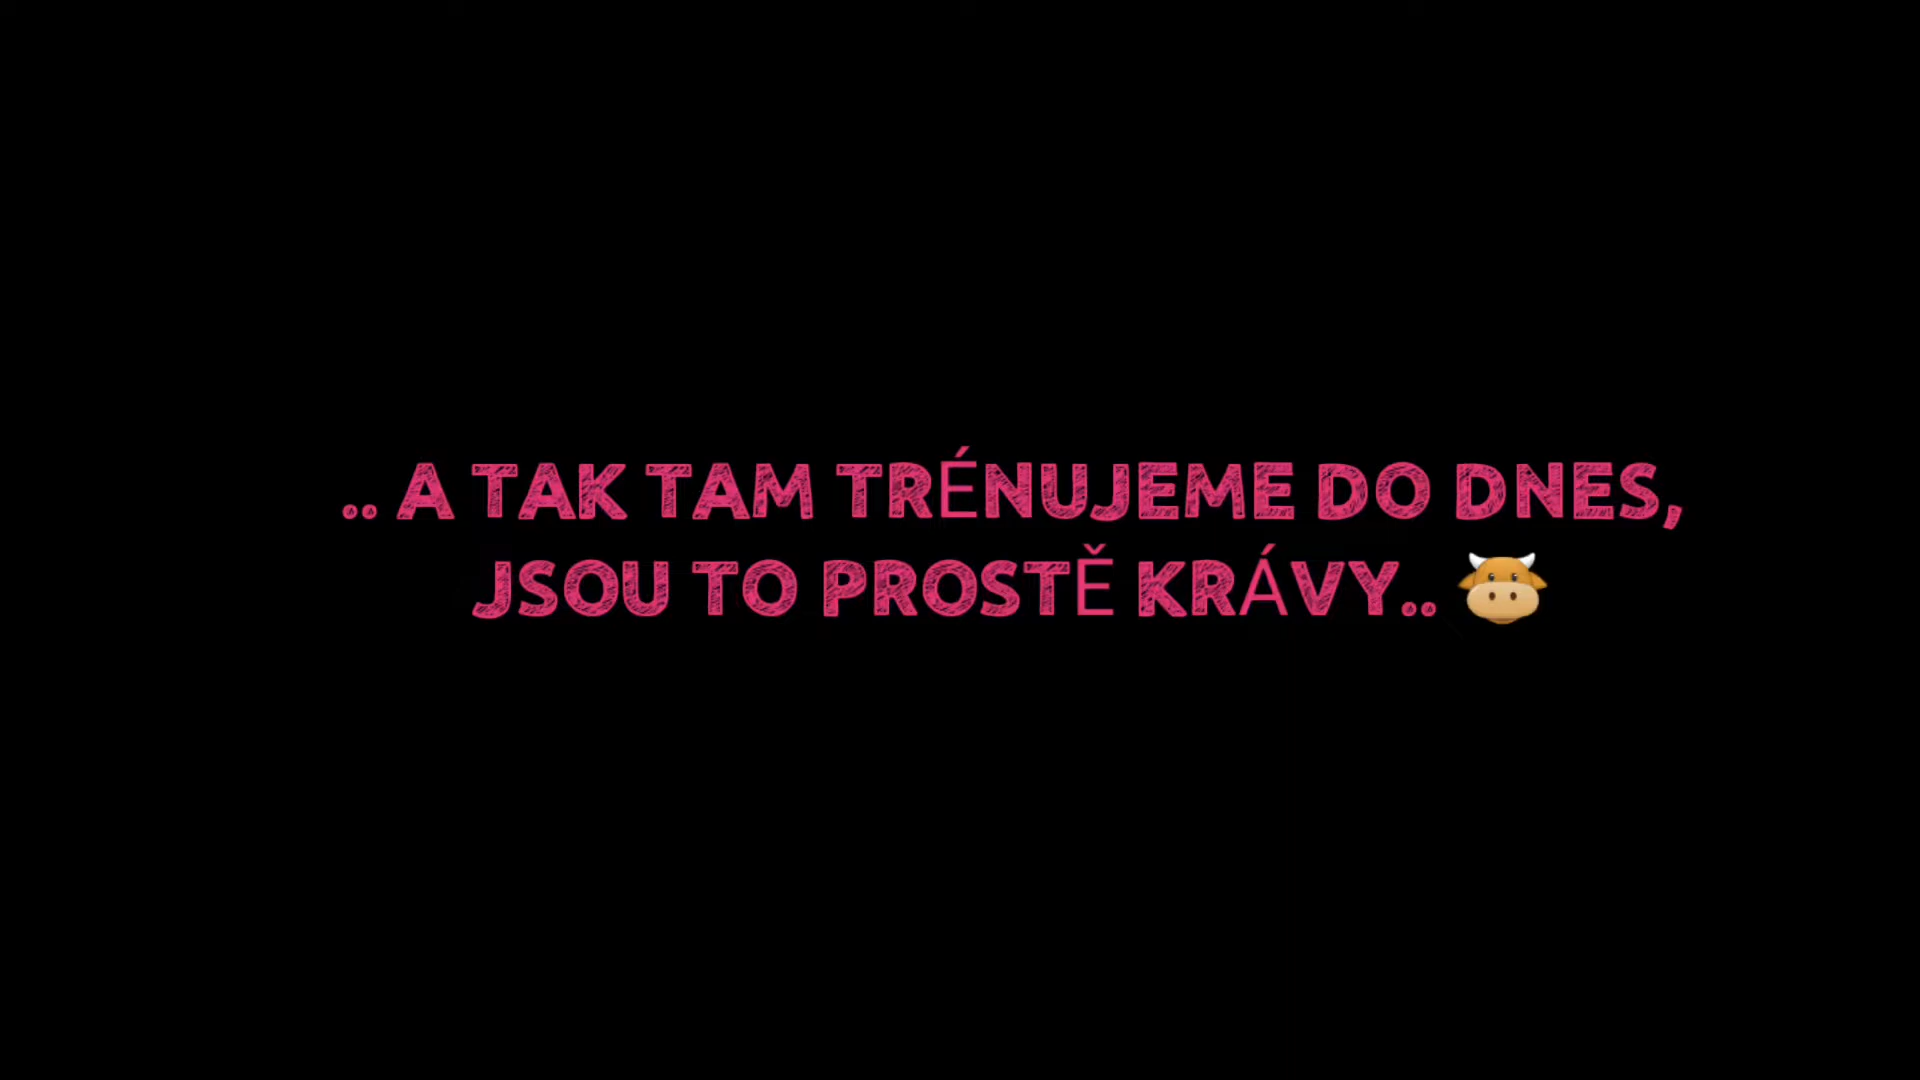 .. A TAK TAM TRÉNUJEME DO DNES,
JSOU TO PROSTĚ KRÁVY.. 🐮